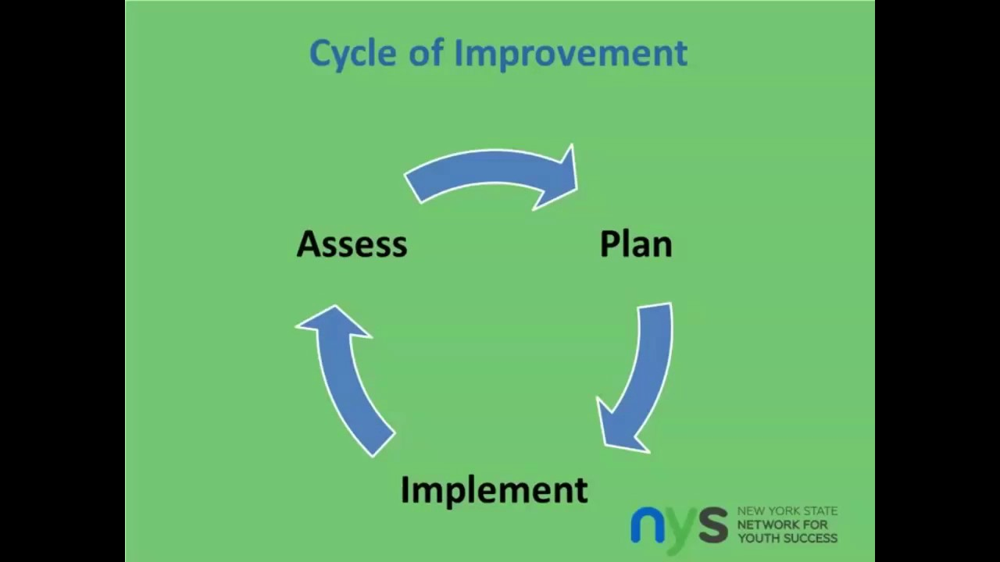 Cycle of Improvement
Assess
Plan
Implement
nys
NEW YORK STATE
NETWORK FOR
YOUTH SUCCESS